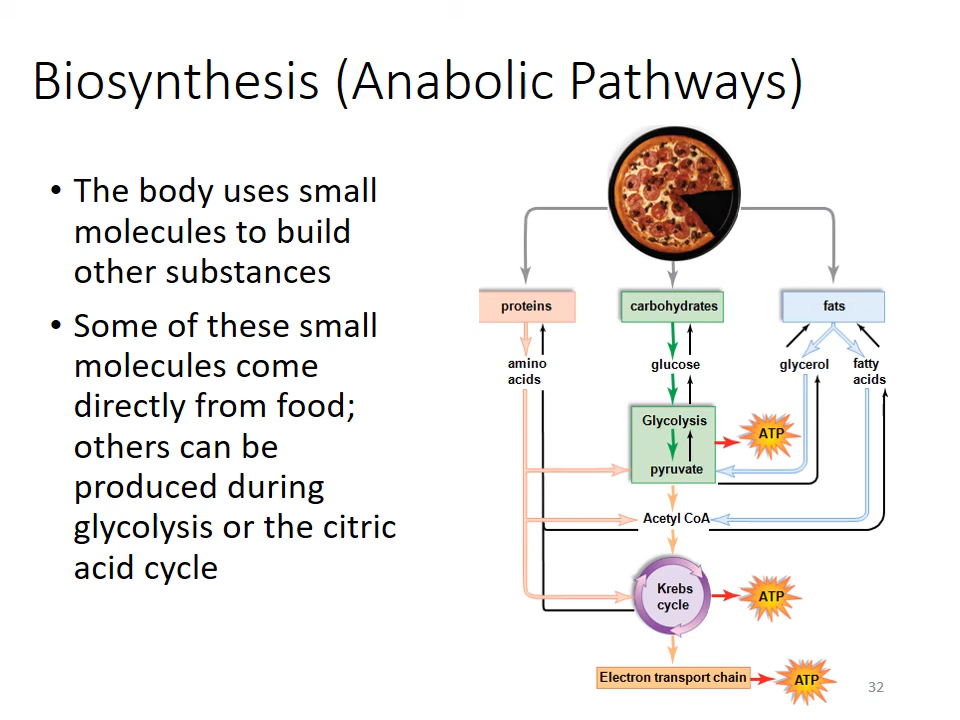 Biosynthesis (Anabolic Pathways)
• The body uses small
molecules to build
other substances
• Some of these small
molecules come
directly from food;
others can be
produced during
glycolysis or the citric
acid cycle
proteins
carbohydrates
fats
amino
acids
glucose
glycerol
fatty
acids
Glycolysis
ATP
pyruvate
Acetyl CoA
Krebs
cycle
ATP
Electron transport chain
ATP
32